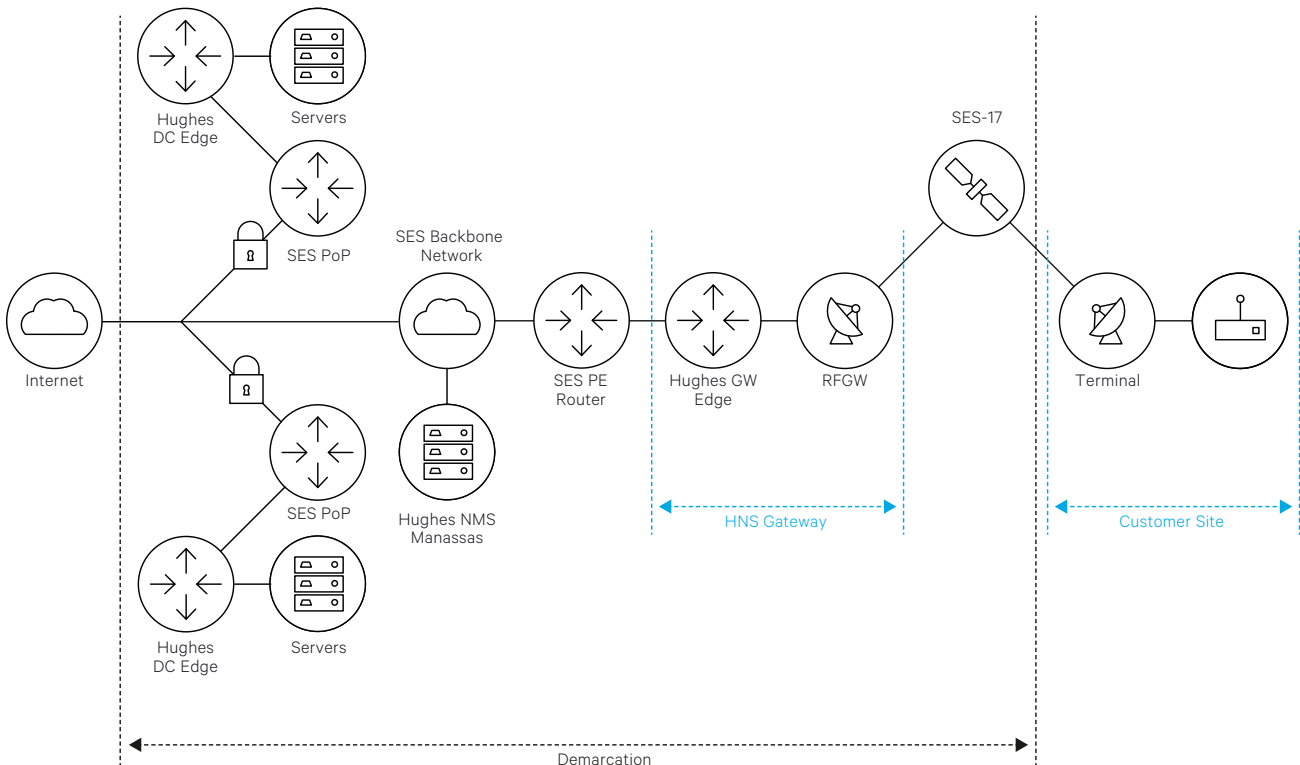 Hughes
DC Edge
Servers
SES-17
SES PoP
SES Backbone
Network
Internet
SES PE
Router
Hughes GW
Edge
RFGW
Terminal
SES PoP
Hughes NMS
Manassas
HNS Gateway
Customer Site
Hughes
DC Edge
Servers
Demarcation